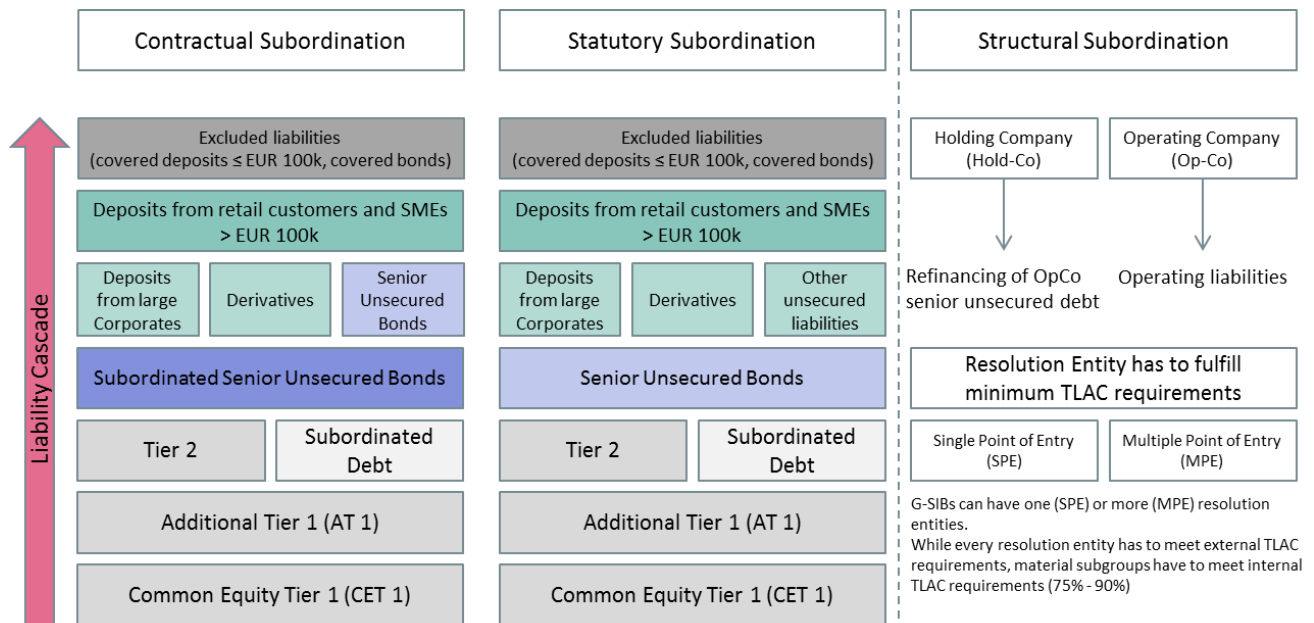 Contractual Subordination
Statutory Subordination
Structural Subordination
Liability Cascade
Excluded liabilities
(covered deposits ≤ EUR 100k, covered bonds)
Deposits from retail customers and SMEs
> EUR 100k
Deposits
from large
Corporates
Derivatives
Senior
Unsecured
Bonds
Subordinated Senior Unsecured Bonds
Tier 2
Subordinated
Debt
Additional Tier 1 (AT 1)
Common Equity Tier 1 (CET 1)
Excluded liabilities
(covered deposits ≤ EUR 100k, covered bonds)
Deposits from retail customers and SMEs
> EUR 100k
Deposits
from large
Corporates
Derivatives
Other
unsecured
liabilities
Senior Unsecured Bonds
Tier 2
Subordinated
Debt
Additional Tier 1 (AT 1)
Common Equity Tier 1 (CET 1)
Holding Company
(Hold-Co)
Operating Company
(Op-Co)
Refinancing of OpCo
senior unsecured debt
Operating liabilities
Resolution Entity has to fulfill
minimum TLAC requirements
Single Point of Entry
(SPE)
Multiple Point of Entry
(MPE)
G-SIBs can have one (SPE) or more (MPE) resolution
entities.
While every resolution entity has to meet external TLAC
requirements, material subgroups have to meet internal
TLAC requirements (75% - 90%)